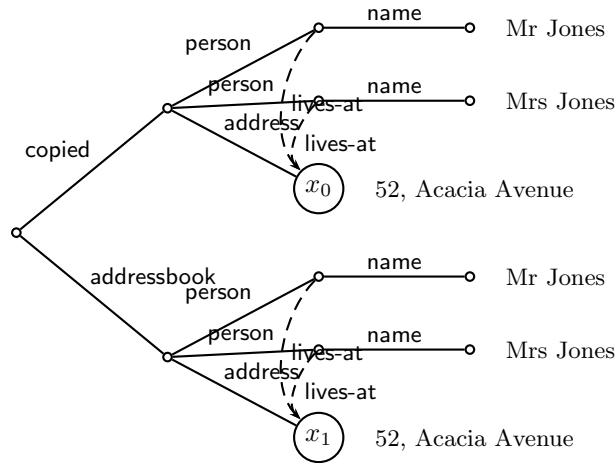 name
Mr Jones
person
person
name
lives-at
Mrs Jones
address
lives-at
copied
x0
52, Acacia Avenue
addressbook
name
Mr Jones
person
person
name
lives-at
Mrs Jones
address
lives-at
x1
52, Acacia Avenue